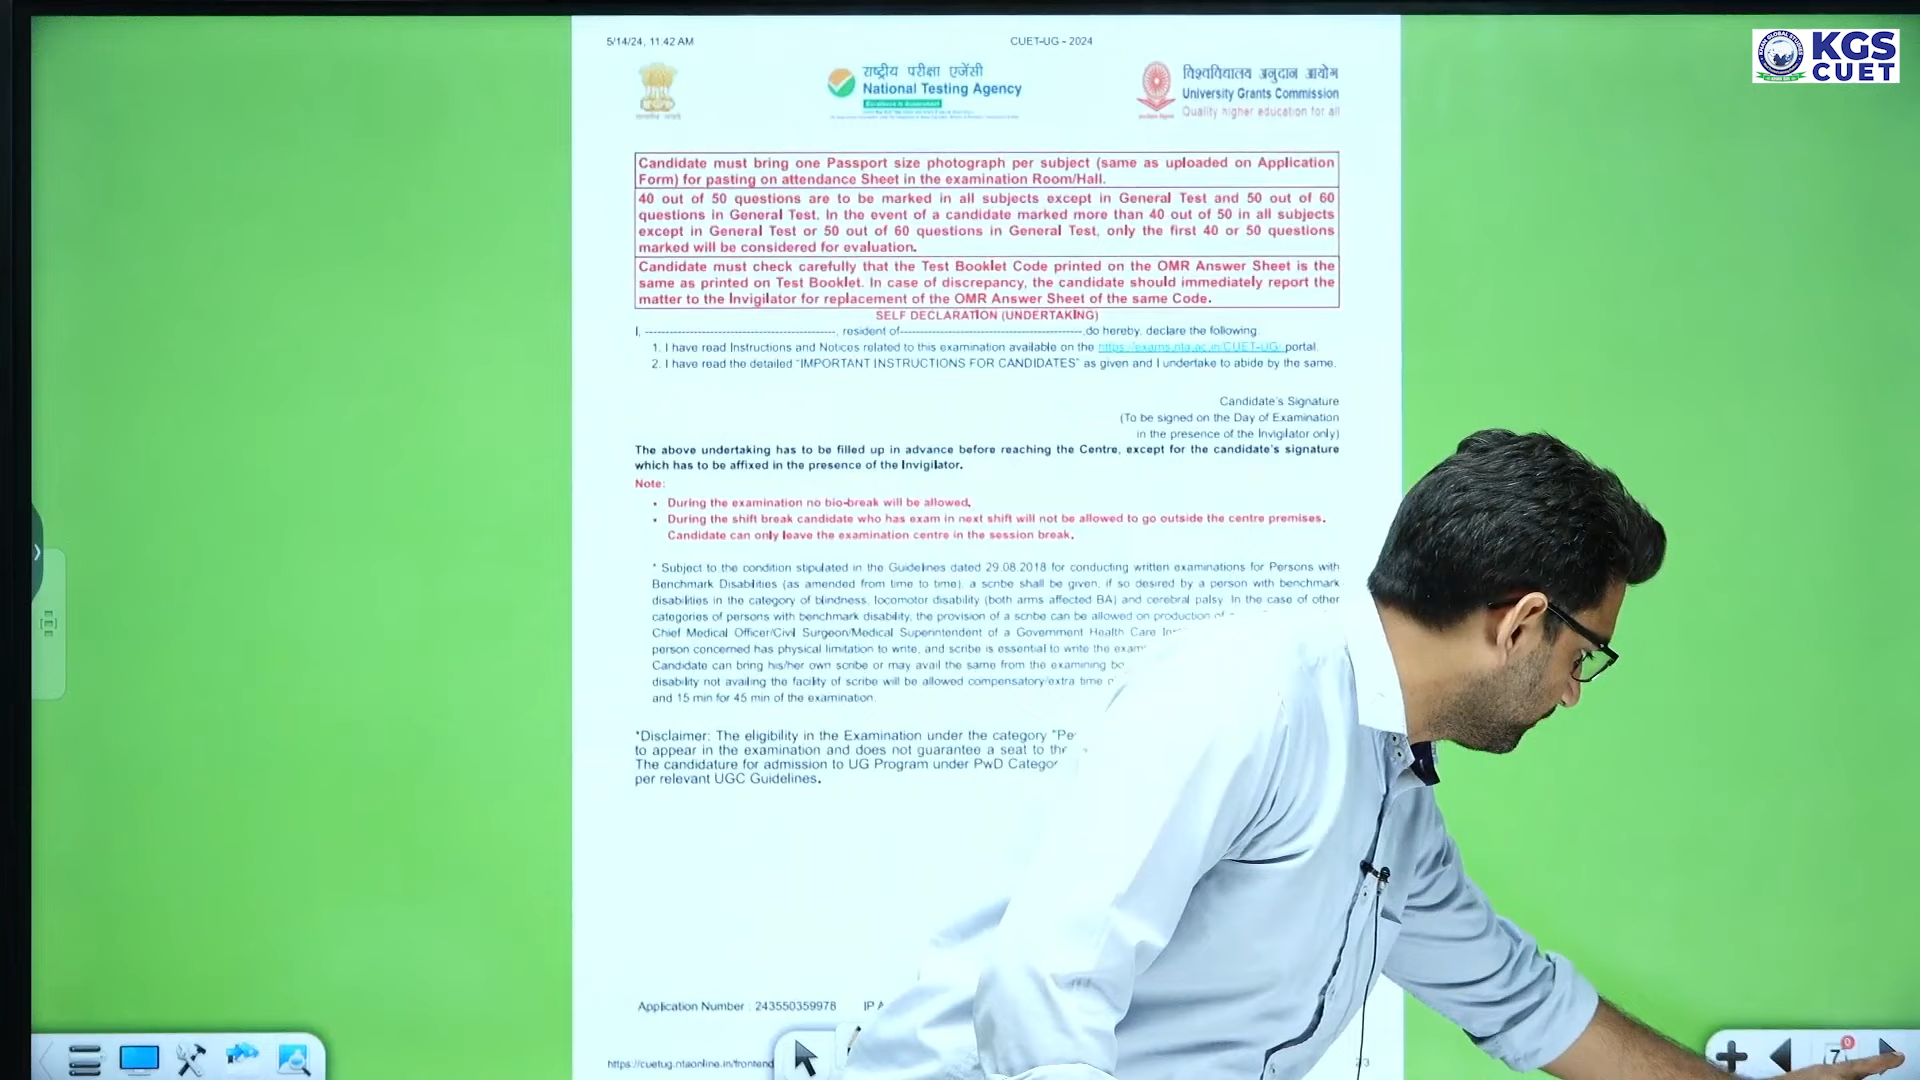 5/14/24, 11:42 AM
CUET-UG - 2024
KGS
CUET
राष्ट्रीय परीक्षा एजेंसी
National Testing Agency
Excellence in Assessment
विश्वविद्यालय अनुदान आयोग
University Grants Commission
Quality higher education for all
Candidate must bring one Passport size photograph per subject (same as uploaded on Application
Form) for pasting on attendance Sheet in the examination Room/Hall.
40 out of 50 questions are to be marked in all subjects except in General Test and 50 out of 60
questions in General Test. In the event of a candidate marked more than 40 out of 50 in all subjects
except in General Test or 50 out of 60 questions in General Test, only the first 40 or 50 questions
marked will be considered for evaluation.
Candidate must check carefully that the Test Booklet Code printed on the OMR Answer Sheet is the
same as printed on Test Booklet. In case of discrepancy, the candidate should immediately report the
matter to the Invigilator for replacement of the OMR Answer Sheet of the same Code.
SELF DECLARATION (UNDERTAKING)
I, ----------------------------------------------, resident of--------------------------------------------,do hereby, declare the following
1. I have read Instructions and Notices related to this examination available on the https://exams.nta.ac.in/CUET-UG/ portal.
2. I have read the detailed "IMPORTANT INSTRUCTIONS FOR CANDIDATES" as given and I undertake to abide by the same.
Candidate's Signature
(To be signed on the Day of Examination
in the presence of the Invigilator only)
The above undertaking has to be filled up in advance before reaching the Centre, except for the candidate's signature
which has to be affixed in the presence of the Invigilator.
Note:
• During the examination no bio-break will be allowed.
• During the shift break candidate who has exam in next shift will not be allowed to go outside the centre premises.
Candidate can only leave the examination centre in the session break.
* Subject to the condition stipulated in the Guidelines dated 29.08.2018 for conducting written examinations for Persons with
Benchmark Disabilities (as amended from time to time), a scribe shall be given, if so desired by a person with benchmark
disabilities in the category of blindness, locomotor disability (both arms affected BA) and cerebral palsy. In the case of other
categories of persons with benchmark disability, the provision of a scribe can be allowed on production of
Chief Medical Officer/Civil Surgeon/Medical Superintendent of a Government Health Care
person concerned has physical limitation to write, and scribe is essential to write the
Candidate can bring his/her own scribe or may avail the same from the examining
disability not availing the facility of scribe will be allowed compensatory/extra time
and 15 min for 45 min of the examination.
*Disclaimer: The eligibility in the Examination under the category "Pe
to appear in the examination and does not guarantee a seat to the
The candidature for admission to UG Program under PwD
per relevant UGC Guidelines.
Application Number : 243550359978 IP
https://cuetug.ntaonline.in/frontend
7
0